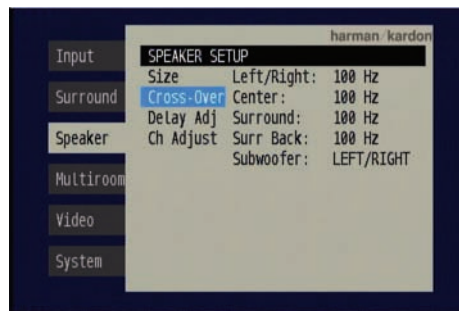 harman/kardon
Input
Surround
Speaker
Multiroom
Video
System
SPEAKER SETUP
Size Left/Right: 100 Hz
Cross-Over Center: 100 Hz
Delay Adj Surround: 100 Hz
Ch Adjust Surr Back: 100 Hz
Subwoofer: LEFT/RIGHT